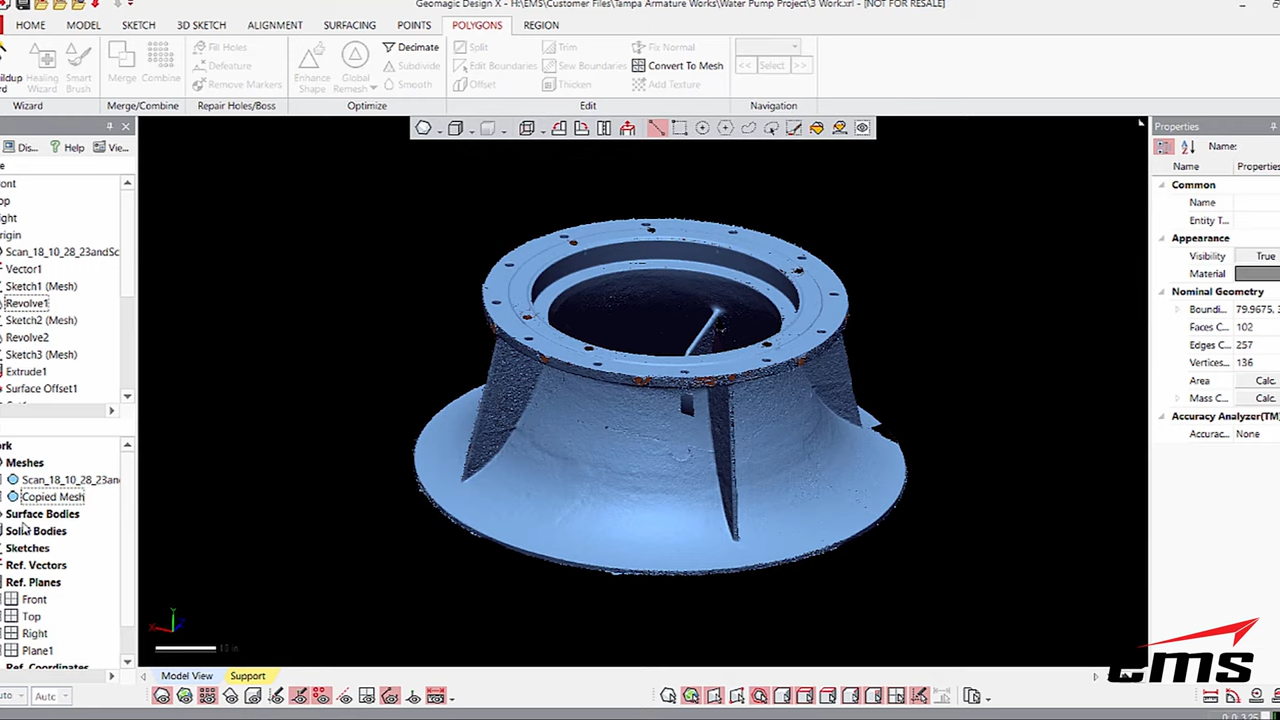 Geomagic Design X - H:\EMS\Customer Files\Tampa Armature Works\Water Pump Project\3 Work.xrl - [NOT FOR RESALE]
HOME MODEL SKETCH 3D SKETCH ALIGNMENT SURFACING POINTS POLYGONS REGION
Fill Holes Decimate Split Trim Fix Normal
Healing Wizard Smart Brush Merge Combine Defeature Enhance Shape Global Remesh Subdivide Edit Boundaries Sew Boundaries Convert To Mesh << Select >>
Remove Markers Smooth Offset Thicken Add Texture
Wizard Merge/Combine Repair Holes/Boss Optimize Edit Navigation
Properties
Dis... Help Vie... Name:
Name Properties
Common
Name
Entity T...
Appearance
Visibility True
Material
Nominal Geometry
Boundi... 79.9675, 3
Faces C... 102
Edges C... 257
Vertices... 136
Area Calc.
Mass C... Calc.
Accuracy Analyzer(TM)
Accurac... None
ront
op
ight
rigin
Scan_18_10_28_23andSc
Vector1
Sketch1 (Mesh)
Revolve1
Sketch2 (Mesh)
Revolve2
Sketch3 (Mesh)
Extrude1
Surface Offset1
Meshes
Scan_18_10_28_23an
Copied Mesh
Surface Bodies
Solid Bodies
Sketches
Ref. Vectors
Ref. Planes
Front
Top
Right
Plane1
Ref. Coordinates
X Y
Model View Support
ems
Auto